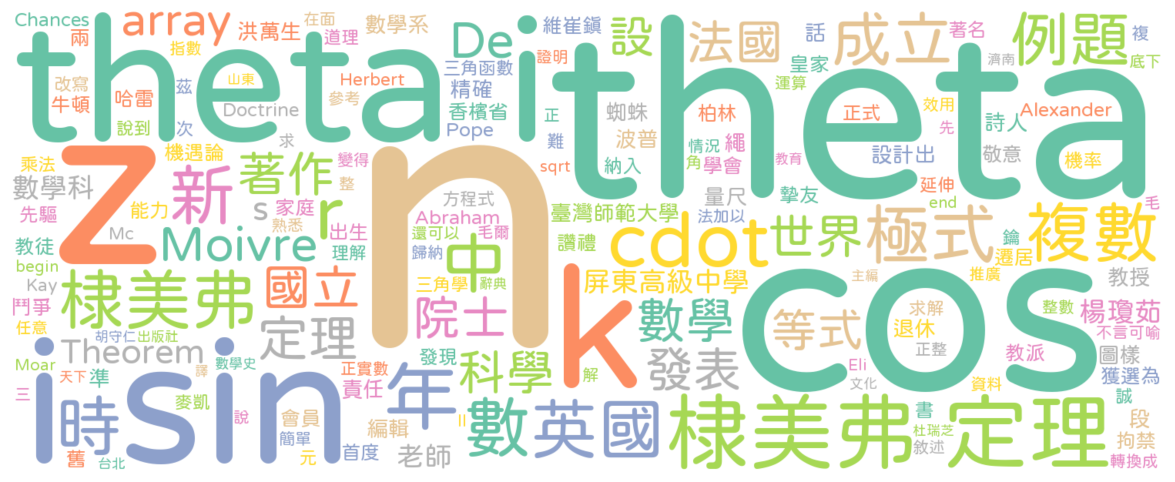 Chances
兩
array
洪萬生
數學系
在面
道理
維崔鎮
話
著名
複
底下
theta
指數
De
設
法國
成立
例題
改寫
山東
茲
Herbert
三角函數
證明
皇家
運算
濟南
牛頓
哈雷
參考
精確
itheta
說到
次
Doctrine
香檳省
正
蜘蛛
柏林
正式
效用
Alexander
求
Pope
難
波普
情況
繩
先
詩人
乘法
機遇論
變得
sqrt
納入
角
學會
設計出
敬意
機率
z
新
著作
整
n
方程式
量尺
教育
摯友
延伸
end
毛
數學科
s
r
家庭
還可以
臺灣師範大學
法加以
鑰
先驅
能力
熟悉
Abraham
毛爾
讚禮
遷居
Mc
出生
歸納
中
cdot
世界
極式
複數
教徒
Moivre
理解
三角學
辭典
屏東高級中學
主編
推廣
教授
begin
Kay
棣美弗
國立
院士
k
數學
cos
求解
整數
楊瓊茹
鬥爭
任意
胡守仁
出版社
定理
等式
退休
不言可喻
正整
Moar
Theorem
數學史
正實數
發現
科學
發表
Eli
教派
圖樣
獲選為
三
天下
準
譯
責任
解
文化
資料
誠
i
sin
時
麥凱
說
年
會員
編輯
II
數
英國
棣美弗定理
書
杜瑞芝
敘述
段
拘禁
舊
台北
簡單
元
首度
老師
轉換成